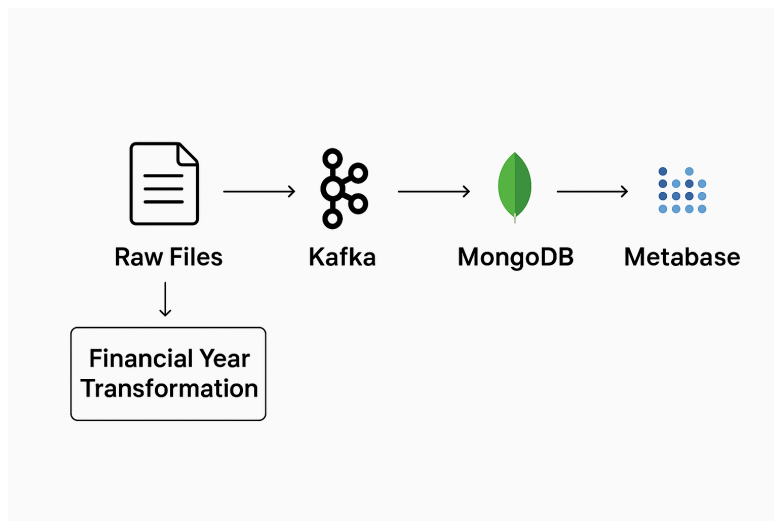 Raw Files
Kafka
MongoDB
Metabase
Financial Year
Transformation